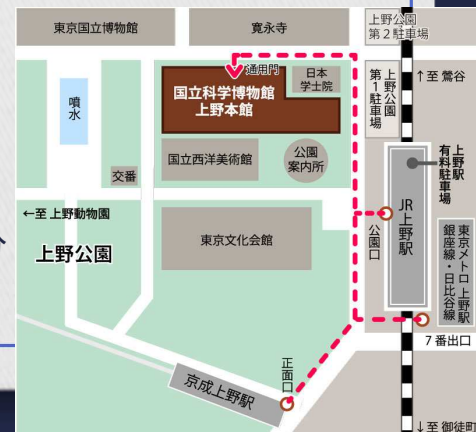 東京国立博物館
寛永寺
上野公園
第2駐車場
通用門
日本
学士院
国立科学博物館
上野本館
上野公園
第1駐車場
↑至 鶯谷
噴水
国立西洋美術館
公園
案内所
交番
上野駅
有料駐車場
←至 上野動物園
上野公園
東京文化会館
公園口
JR上野駅
東京メトロ 上野駅
銀座線・日比谷線
7番出口
正面口
京成上野駅
↓至 御徒町